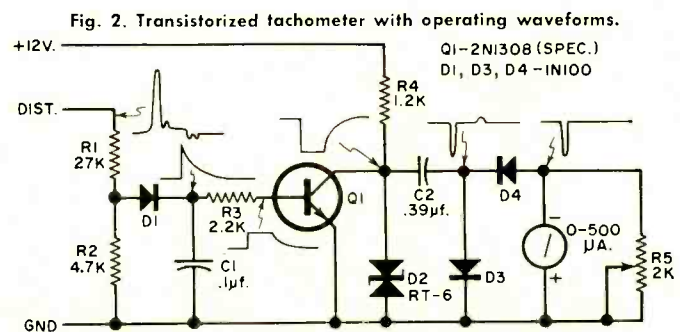 Fig. 2. Transistorized tachometer with operating waveforms.
+12V.
Q1-2N1308 (SPEC.)
D1, D3, D4-1N100
DIST.
R4
1.2K
R1
27K
D1
R3
2.2K
Q1
C2
.39µf.
D4
0-500
µA.
R2
4.7K
C1
.1µf.
D2
RT-6
D3
R5
2K
-
+
GND